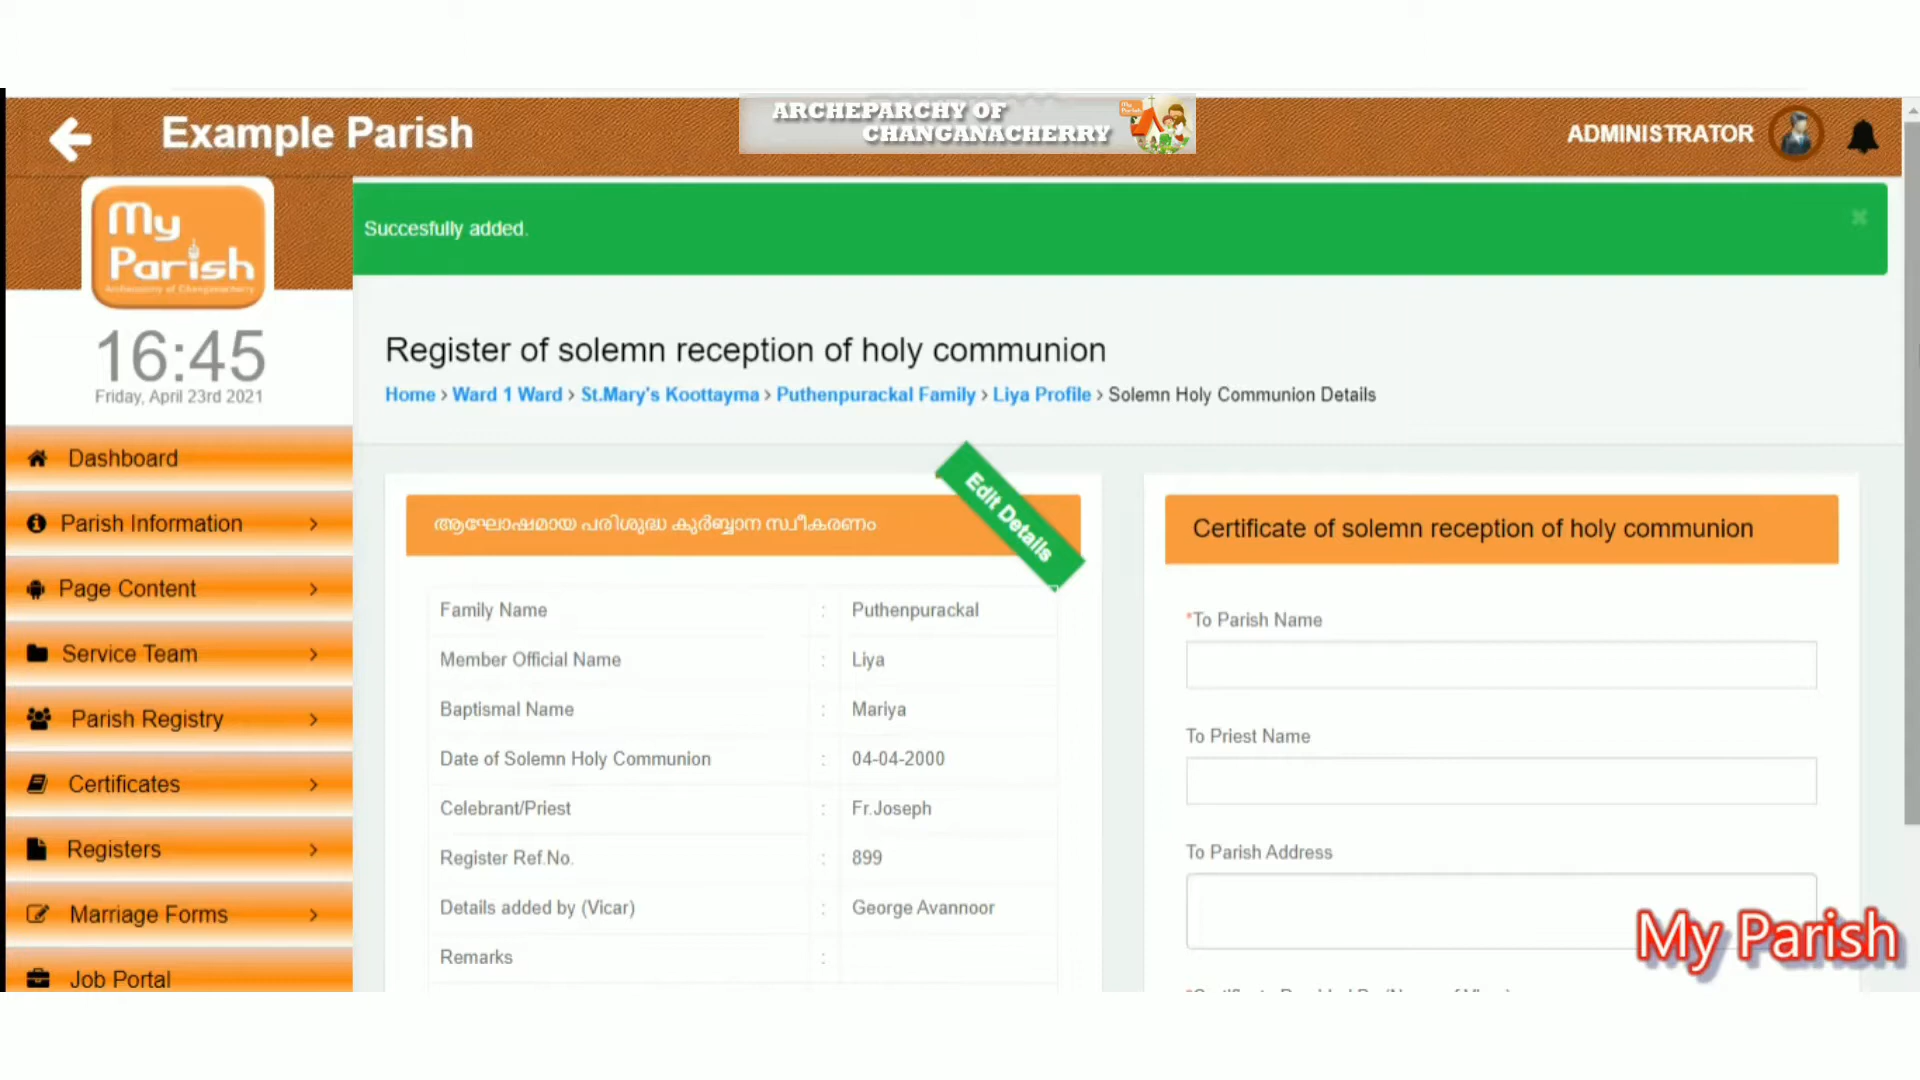 Example Parish
ARCHEPARCHY OF
CHANGANACHERRY
ADMINISTRATOR
My
Parish
Archeparchy of Changanacherry
16:45
Friday, April 23rd 2021
Dashboard
Parish Information
Page Content
Service Team
Parish Registry
Certificates
Registers
Marriage Forms
Job Portal
Succesfully added.
Register of solemn reception of holy communion
Home > Ward 1 Ward > St.Mary's Koottayma > Puthenpurackal Family > Liya Profile > Solemn Holy Communion Details
ആഘോഷമായ പരിശുദ്ധ കുർബ്ബാന സ്വീകരണം
Edit Details
Family Name : Puthenpurackal
Member Official Name : Liya
Baptismal Name : Mariya
Date of Solemn Holy Communion : 04-04-2000
Celebrant/Priest : Fr.Joseph
Register Ref.No. : 899
Details added by (Vicar) : George Avannoor
Remarks :
Certificate of solemn reception of holy communion
*To Parish Name
To Priest Name
To Parish Address
My Parish